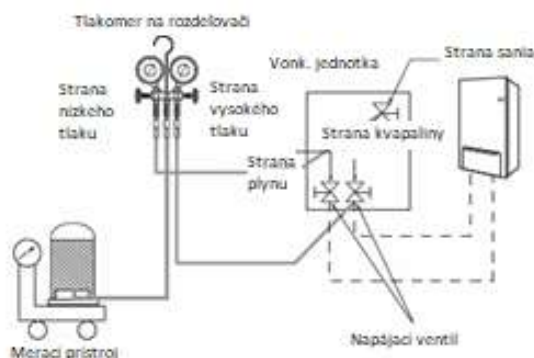 Tlakomer na rozdelovači
Strana
nízkeho
tlaku
Strana
vysokého
tlaku
Vonk. jednotka
Strana sania
Strana kvapaliny
Strana
plynu
Napájací ventil
Merací prístroj